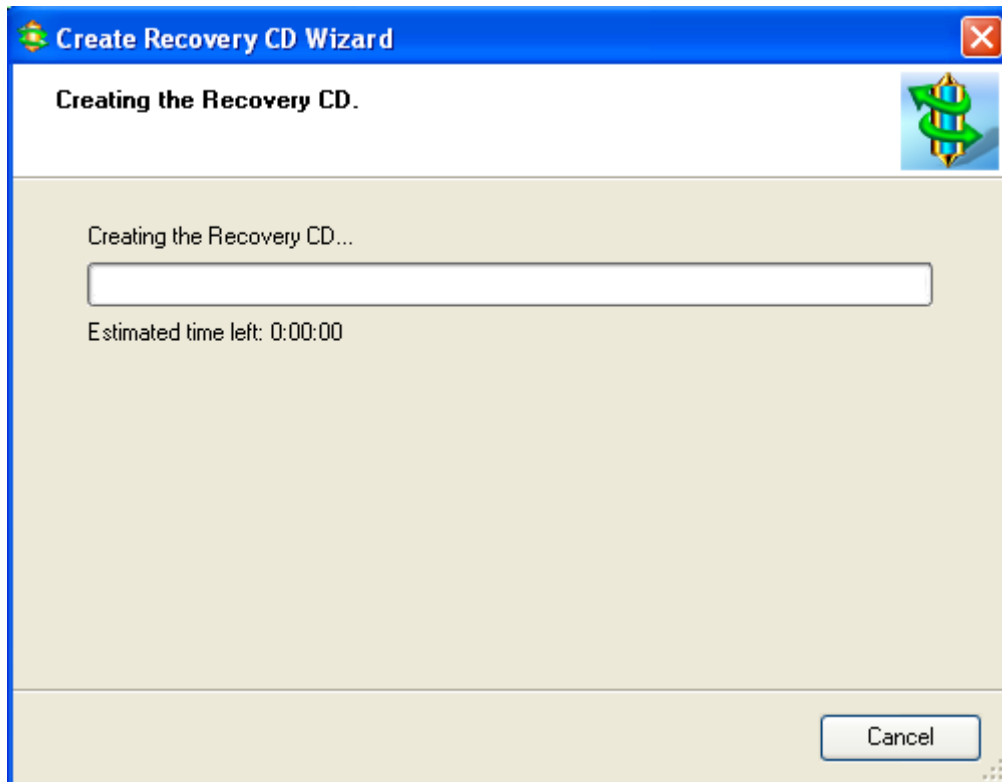 Create Recovery CD Wizard
Creating the Recovery CD.
Creating the Recovery CD...
Estimated time left: 0:00:00
Cancel